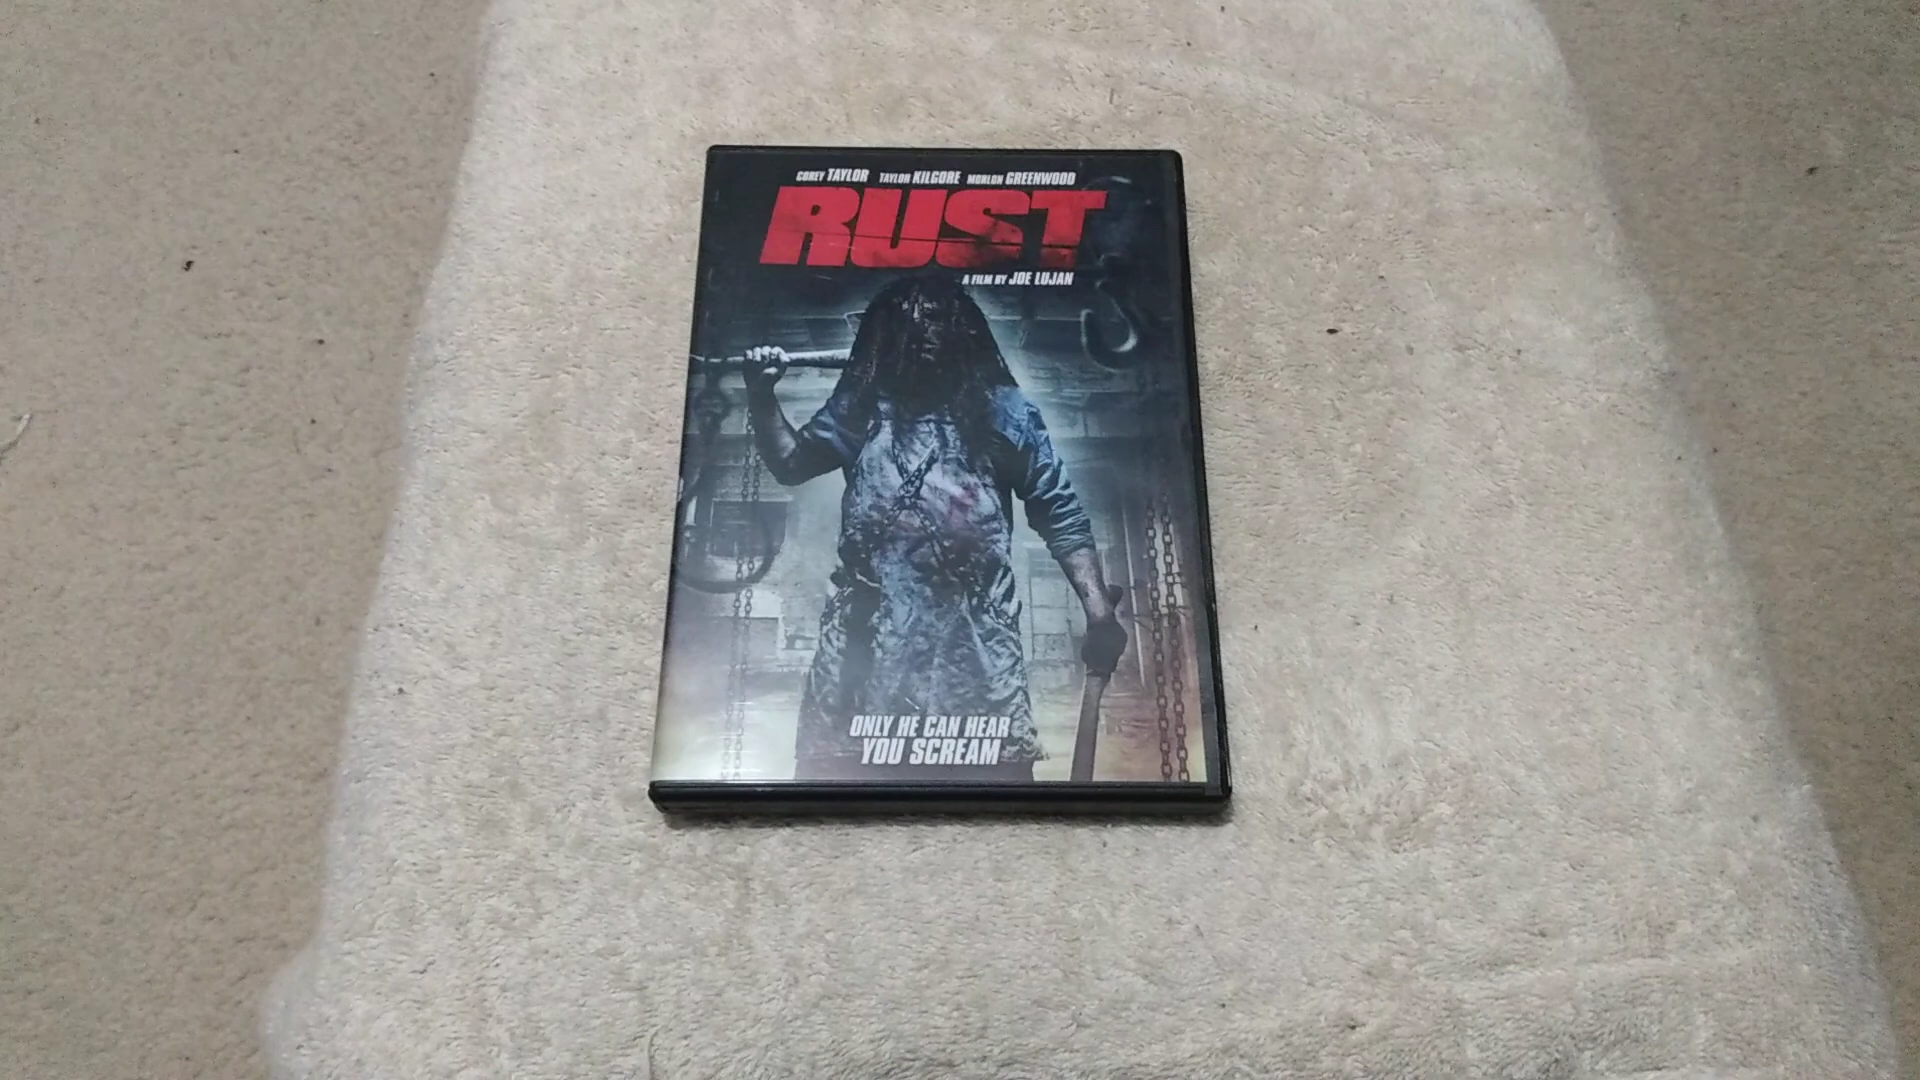 COREY TAYLOR TAYLOR KILGORE MORLON GREENWOOD
RUST
A FILM BY JOE LUJAN
ONLY HE CAN HEAR
YOU SCREAM